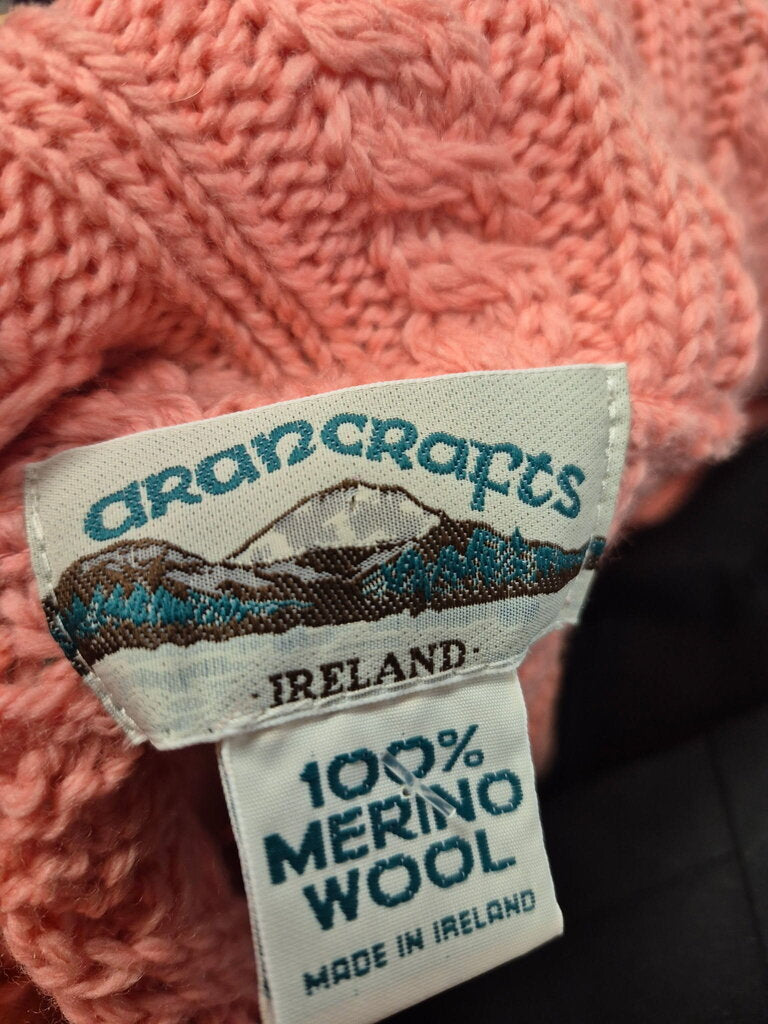 arancrafts
·IRELAND·
100%
MERINO
WOOL
MADE IN IRELAND